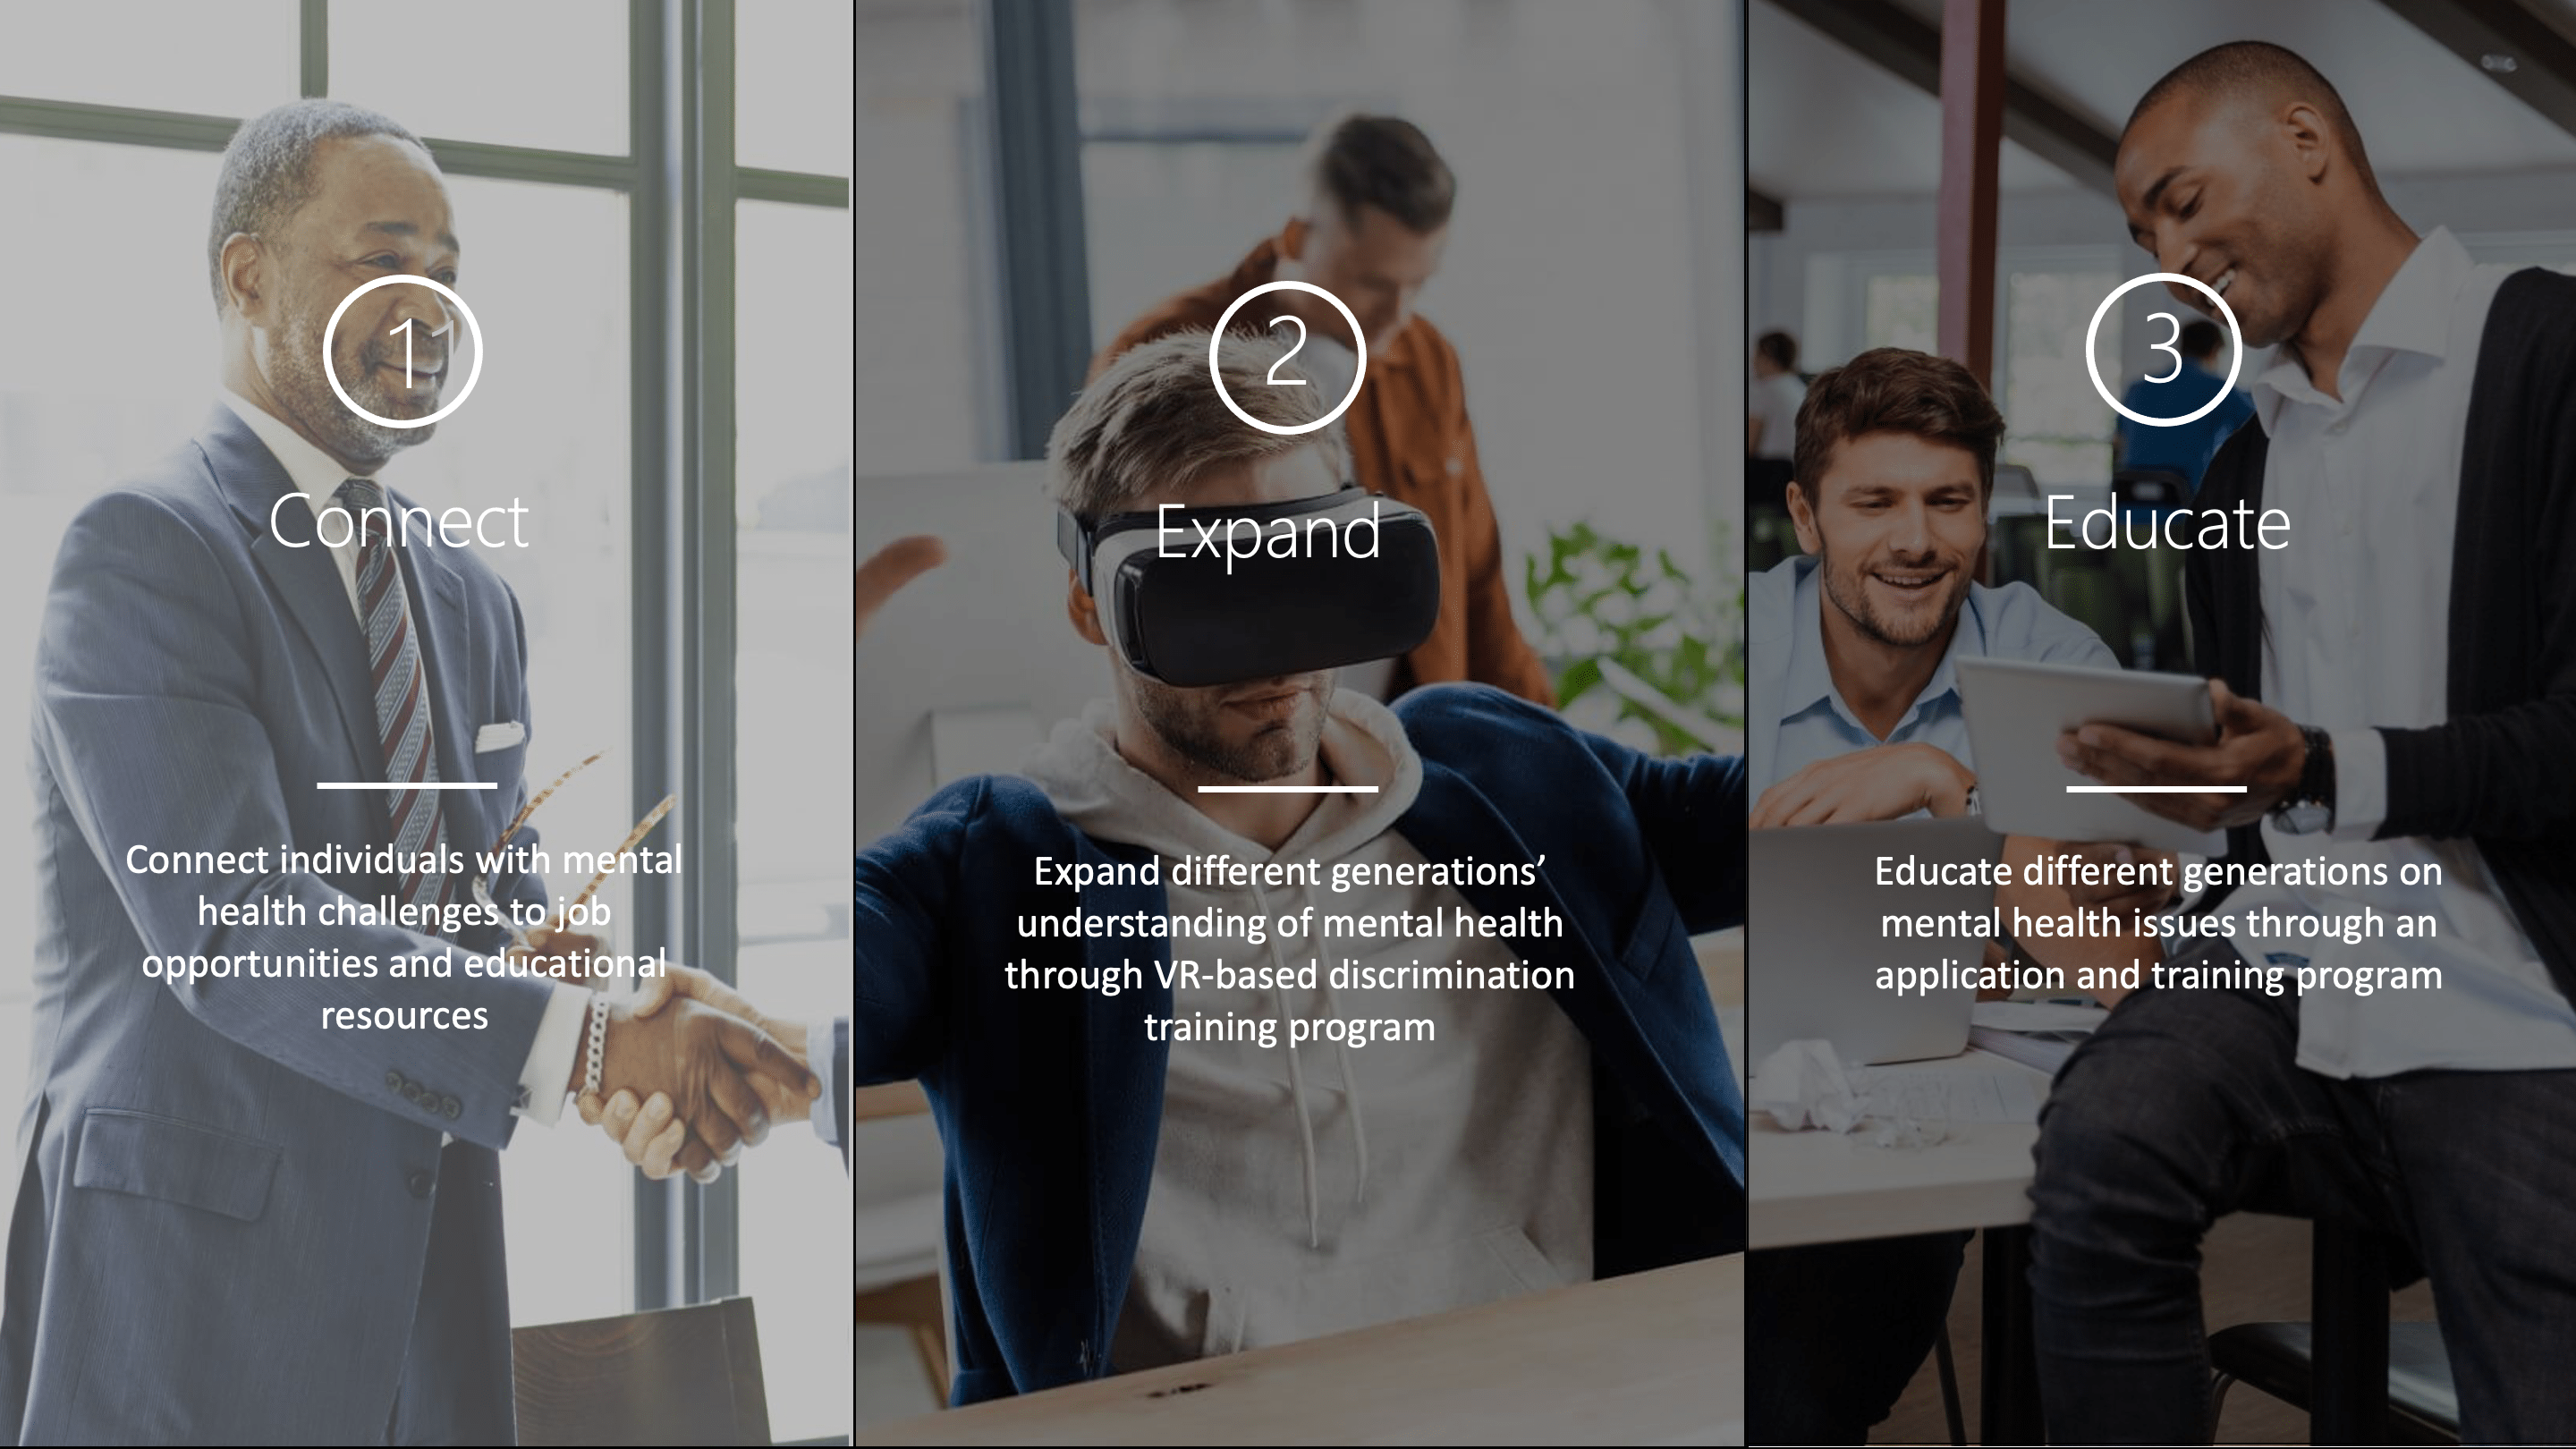 1
Connect
Connect individuals with mental
health challenges to job
opportunities and educational
resources
2
Expand
Expand different generations’
understanding of mental health
through VR-based discrimination
training program
3
Educate
Educate different generations on
mental health issues through an
application and training program